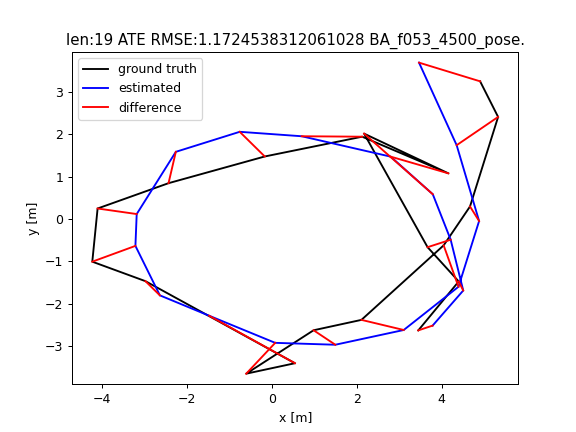 len:19 ATE RMSE:1.1724538312061028 BA_f053_4500_pose.
ground truth
estimated
difference
y [m]
3
2
1
0
−1
−2
−3
−4 −2 0 2 4
x [m]